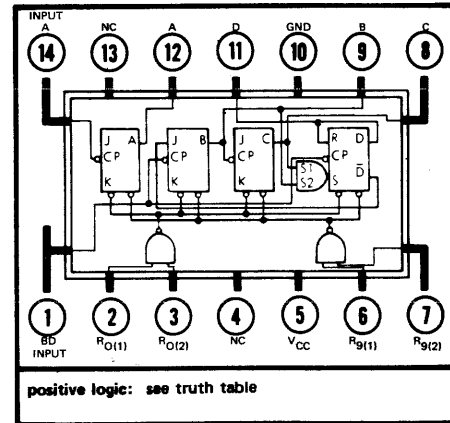 INPUT
A NC A D GND B C
14 13 12 11 10 9 8
J A J B J C R D
CP CP CP S1 CP
K K K S2 S D
1 2 3 4 5 6 7
BD R0(1) R0(2) NC VCC R9(1) R9(2)
INPUT
positive logic: see truth table